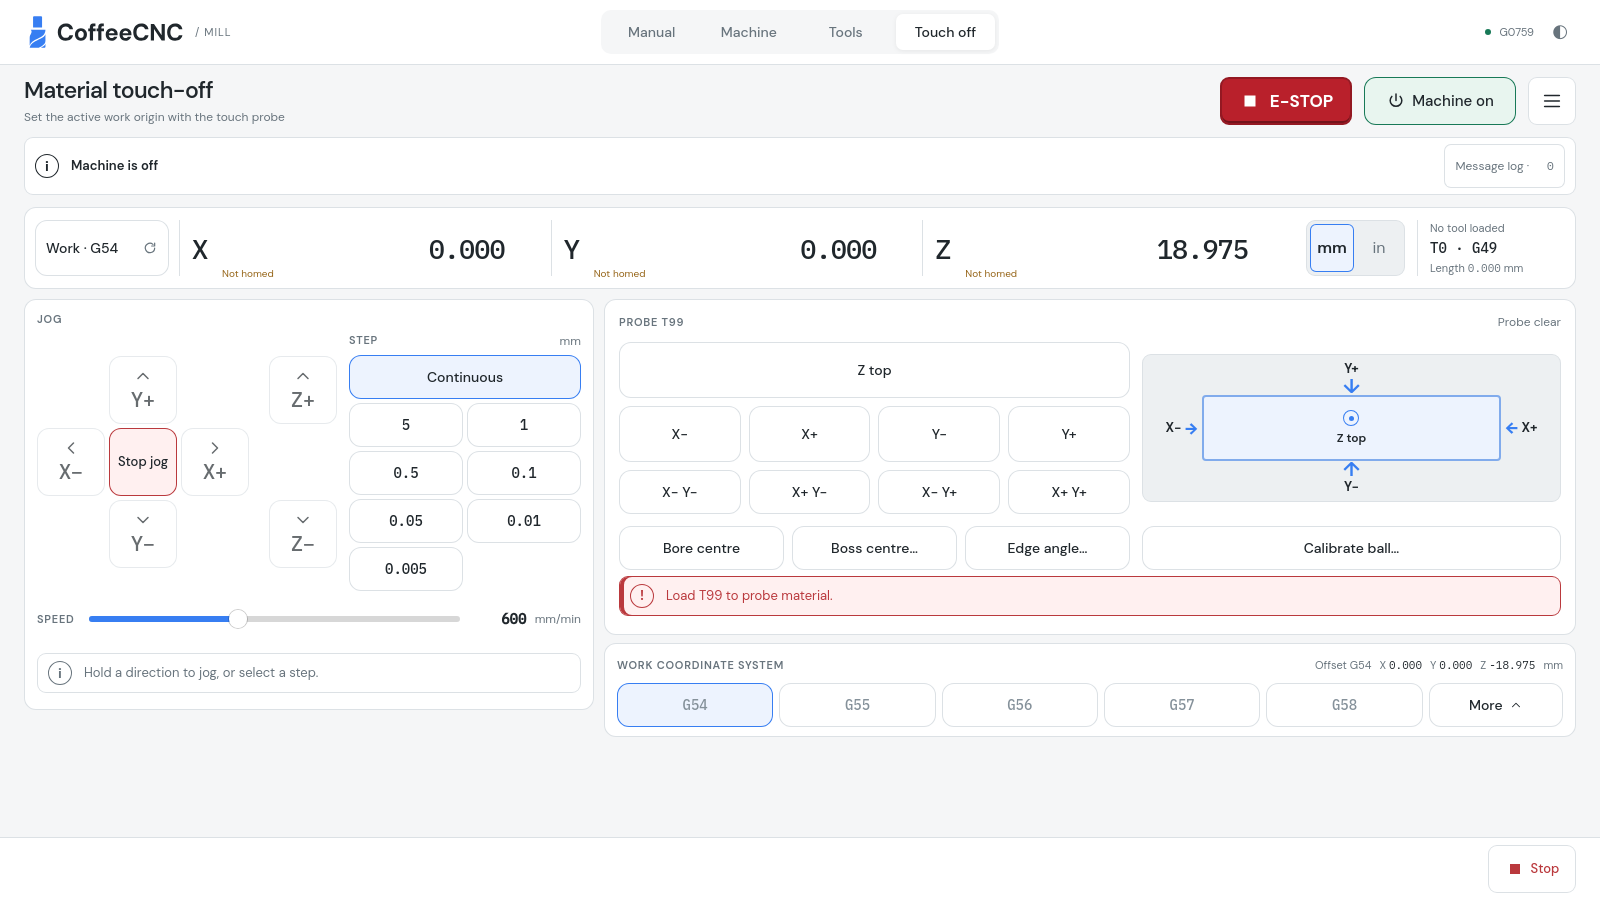 CoffeeCNC / MILL
Manual
Machine
Tools
Touch off
G0759
Material touch-off
Set the active work origin with the touch probe
E-STOP
Machine on
Machine is off
Message log · 0
Work · G54
X 0.000
Not homed
Y 0.000
Not homed
Z 18.975
Not homed
mm in
No tool loaded
T0 · G49
Length 0.000 mm
JOG
Y+
X−
Stop jog
X+
Y−
Z+
Z−
STEP mm
Continuous
5 1
0.5 0.1
0.05 0.01
0.005
SPEED 600 mm/min
Hold a direction to jog, or select a step.
PROBE T99
Probe clear
Z top
X− X+ Y− Y+
X− Y− X+ Y− X− Y+ X+ Y+
Bore centre Boss centre… Edge angle…
Y+
X− X+
Z top
Y−
Calibrate ball…
Load T99 to probe material.
WORK COORDINATE SYSTEM
Offset G54 X 0.000 Y 0.000 Z -18.975 mm
G54 G55 G56 G57 G58 More
Stop